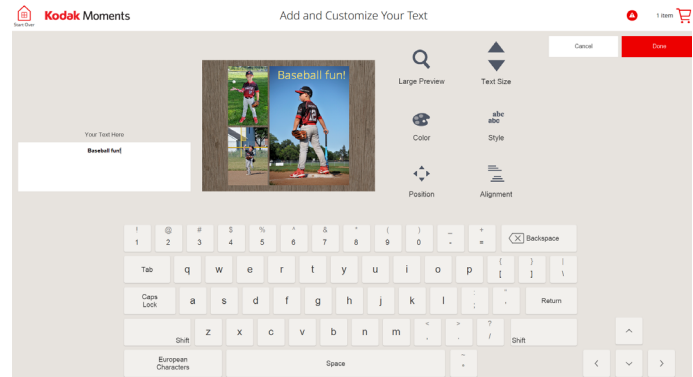 Start Over
Kodak Moments
Add and Customize Your Text
1 item
Cancel
Done
Baseball fun!
Large Preview
Text Size
Color
abc
abc
Style
Position
Alignment
Your Text Here
Baseball fun!
! @ # $ % ^ & * ( ) _ +
1 2 3 4 5 6 7 8 9 0 - = Backspace
Tab q w e r t y u i o p { [ } ] | \
Caps Lock a s d f g h j k l : ; " ' Return
Shift z x c v b n m < , > . ? / Shift
European Characters Space ~